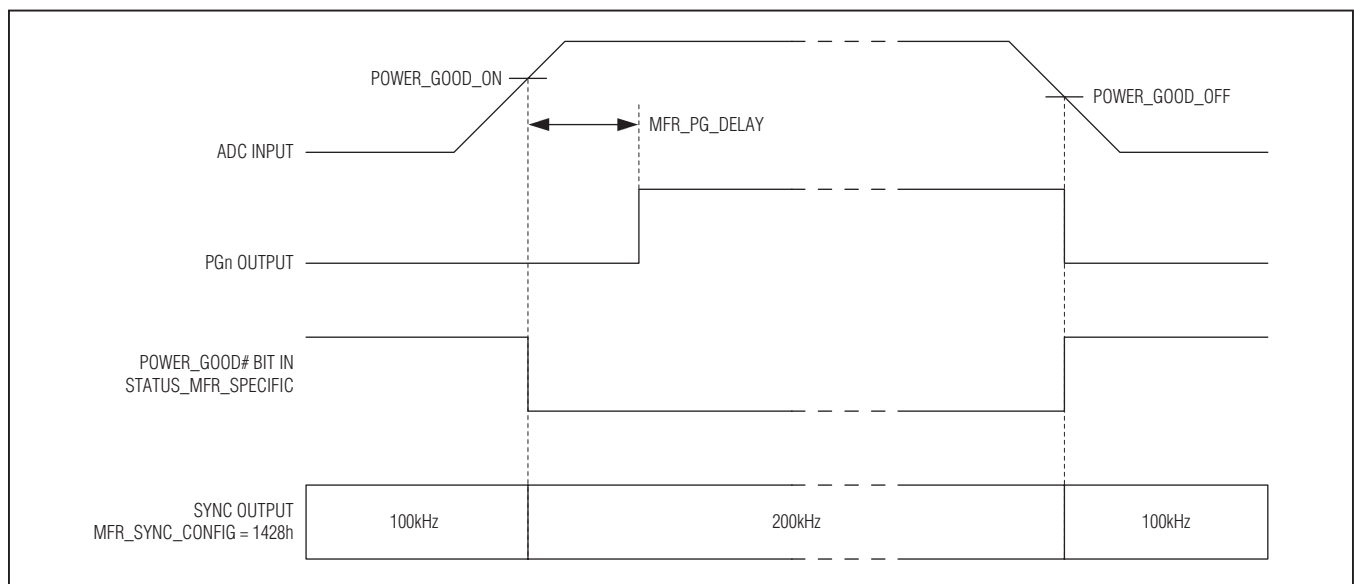 POWER_GOOD_ON
POWER_GOOD_OFF
MFR_PG_DELAY
ADC INPUT
PGn OUTPUT
POWER_GOOD# BIT IN
STATUS_MFR_SPECIFIC
SYNC OUTPUT
MFR_SYNC_CONFIG = 1428h
100kHz
200kHz
100kHz